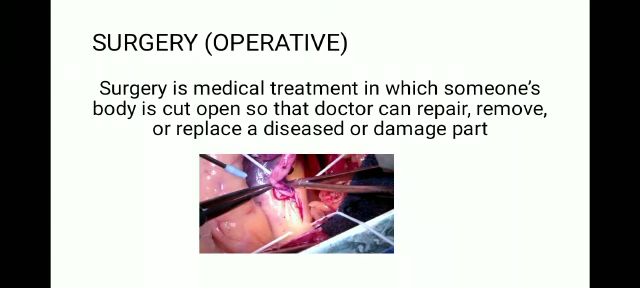 SURGERY (OPERATIVE)
Surgery is medical treatment in which someone's
body is cut open so that doctor can repair, remove,
or replace a diseased or damage part